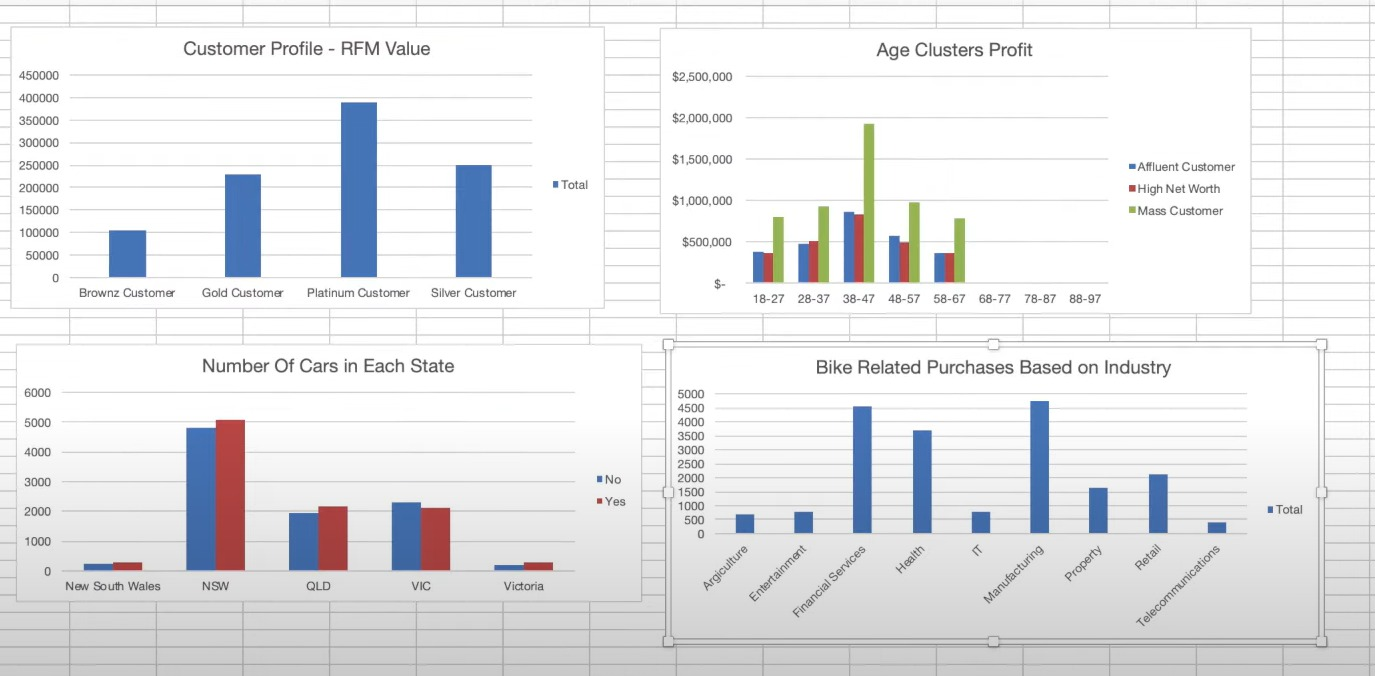 Customer Profile - RFM Value
450000
400000
350000
300000
250000
200000
150000
100000
50000
0
Brownz Customer Gold Customer Platinum Customer Silver Customer
Total
Age Clusters Profit
$2,500,000
$2,000,000
$1,500,000
$1,000,000
$500,000
$-
18-27 28-37 38-47 48-57 58-67 68-77 78-87 88-97
Affluent Customer
High Net Worth
Mass Customer
Number Of Cars in Each State
6000
5000
4000
3000
2000
1000
0
New South Wales NSW QLD VIC Victoria
No
Yes
Bike Related Purchases Based on Industry
5000
4500
4000
3500
3000
2500
2000
1500
1000
500
0
Argiculture
Entertainment
Financial Services
Health
IT
Manufacturing
Property
Retail
Telecommunications
Total